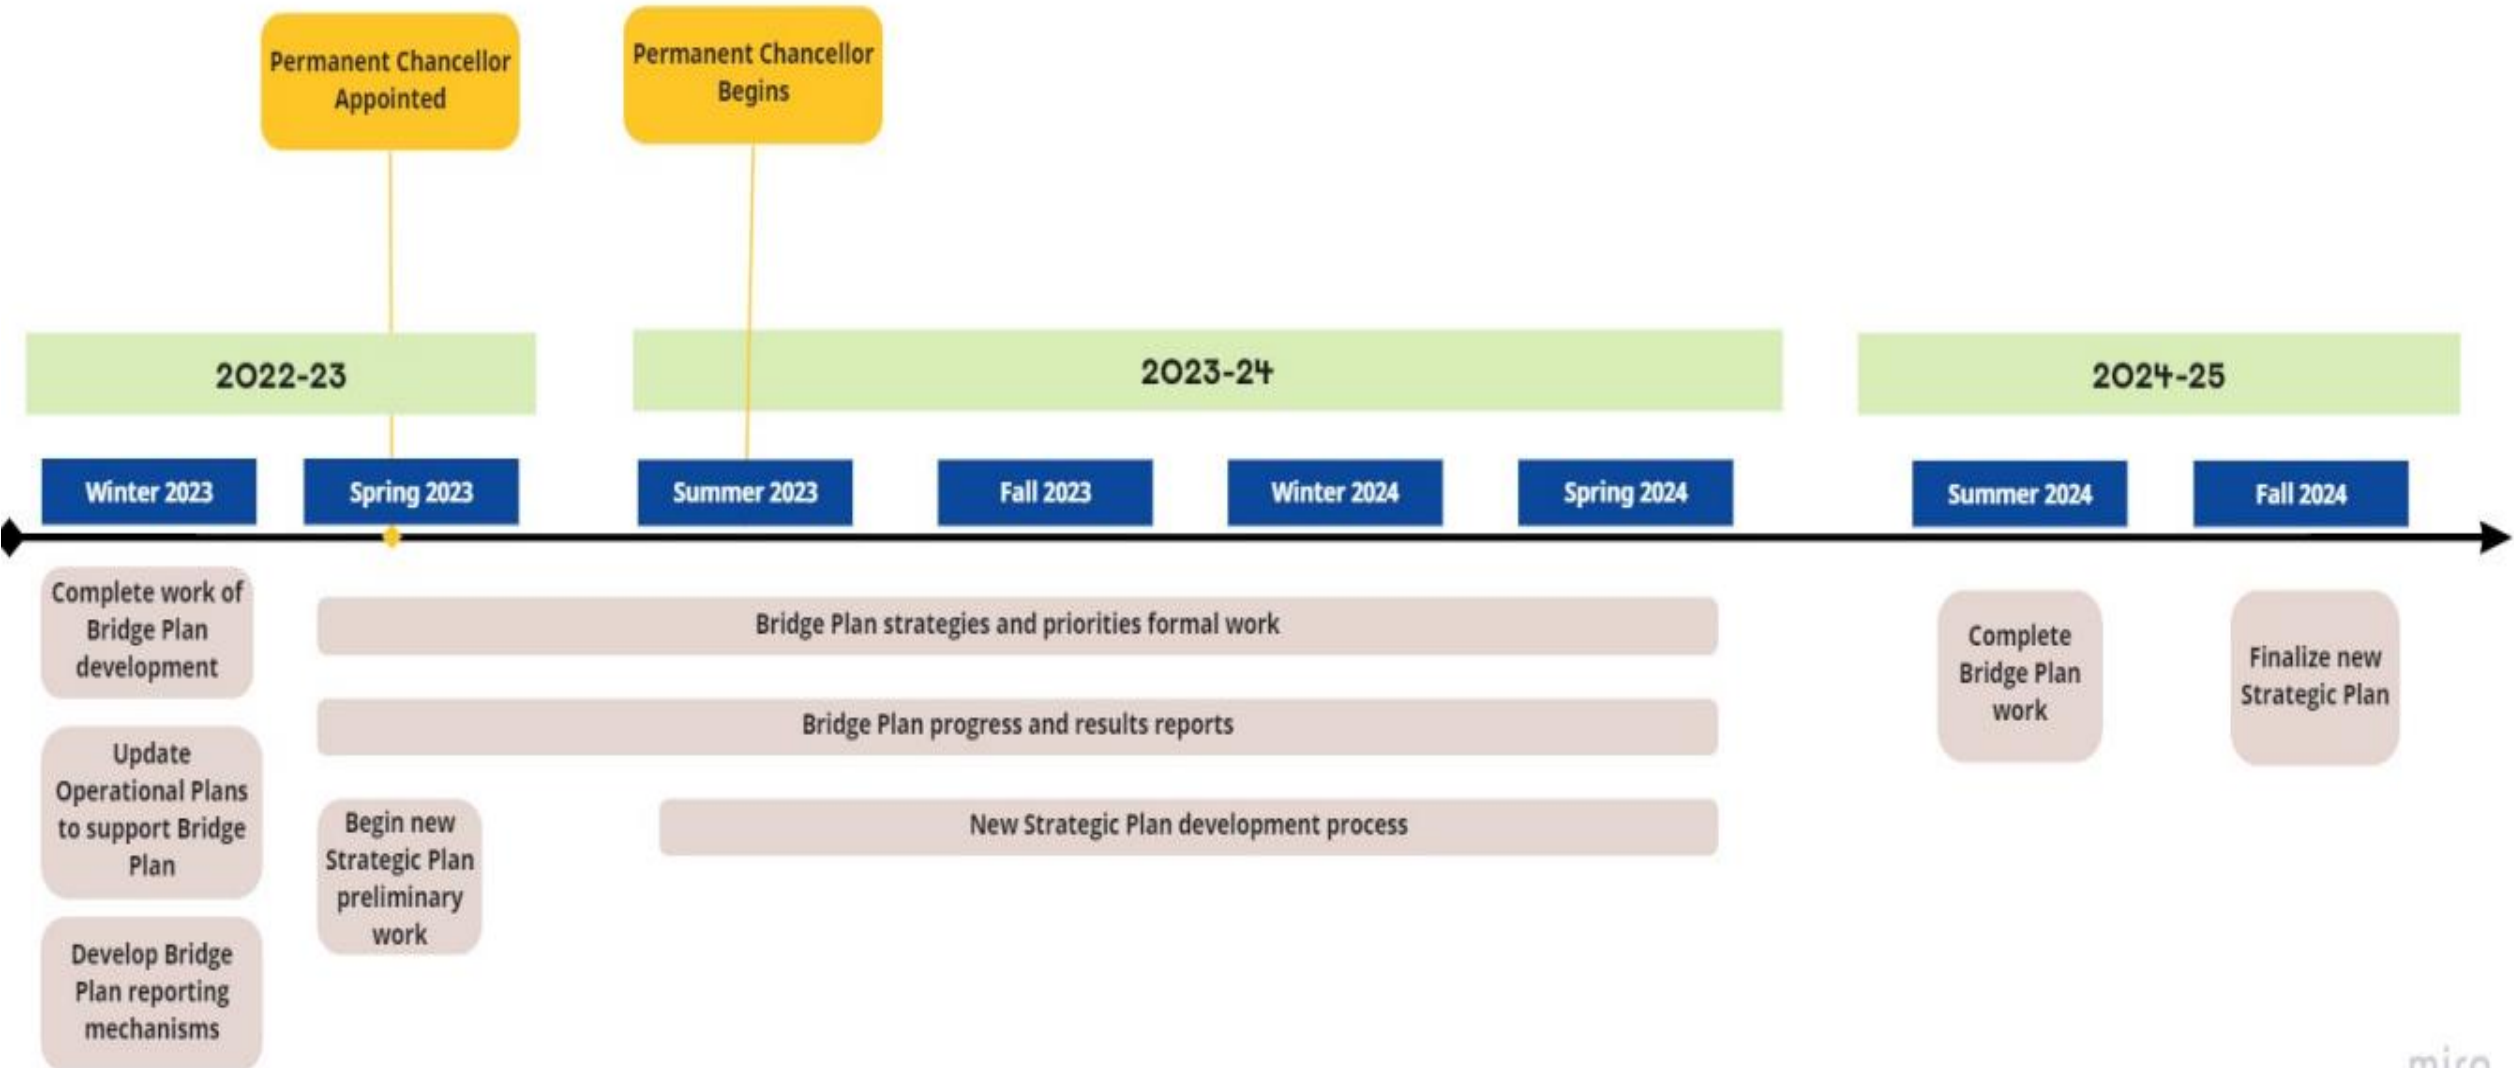 Permanent Chancellor
Appointed
Permanent Chancellor
Begins
2022-23
2023-24
2024-25
Winter 2023
Spring 2023
Summer 2023
Fall 2023
Winter 2024
Spring 2024
Summer 2024
Fall 2024
Complete work of
Bridge Plan
development
Update
Operational Plans
to support Bridge
Plan
Develop Bridge
Plan reporting
mechanisms
Bridge Plan strategies and priorities formal work
Bridge Plan progress and results reports
Begin new
Strategic Plan
preliminary
work
New Strategic Plan development process
Complete
Bridge Plan
work
Finalize new
Strategic Plan
miro